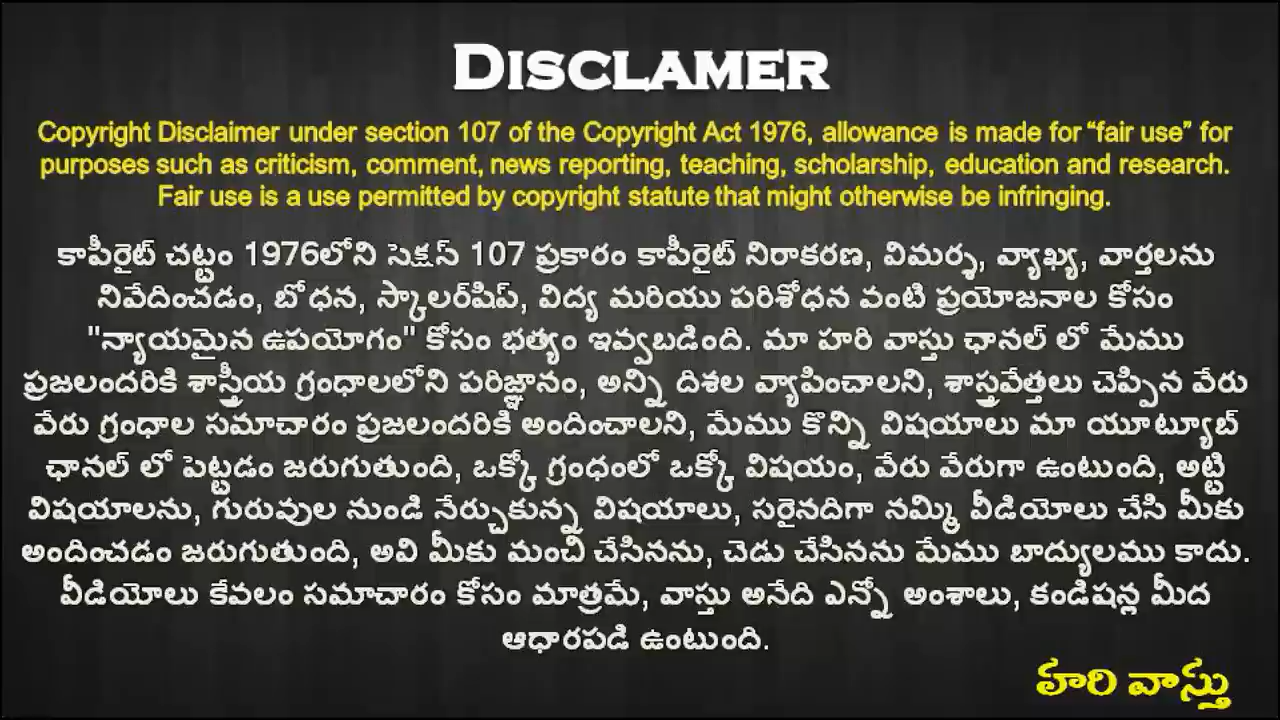 DISCLAMER
Copyright Disclaimer under section 107 of the Copyright Act 1976, allowance is made for “fair use” for
purposes such as criticism, comment, news reporting, teaching, scholarship, education and research.
Fair use is a use permitted by copyright statute that might otherwise be infringing.
కాపీరైట్ చట్టం 1976లోని సెక్షన్ 107 ప్రకారం కాపీరైట్ నిరాకరణ, విమర్శ, వ్యాఖ్య, వార్తలను
నివేదించడం, బోధన, స్కాలర్‌షిప్, విద్య మరియు పరిశోధన వంటి ప్రయోజనాల కోసం
"న్యాయమైన ఉపయోగం" కోసం భత్యం ఇవ్వబడింది. మా హరి వాస్తు ఛానల్ లో మేము
ప్రజలందరికి శాస్త్రీయ గ్రంధాలలోని పరిజ్ఞానం, అన్ని దిశల వ్యాపించాలని, శాస్త్రవేత్తలు చెప్పిన వేరు
వేరు గ్రంధాల సమాచారం ప్రజలందరికి అందించాలని, మేము కొన్ని విషయాలు మా యూట్యూబ్
ఛానల్ లో పెట్టడం జరుగుతుంది, ఒక్కో గ్రంధంలో ఒక్కో విషయం, వేరు వేరుగా ఉంటుంది, అట్టి
విషయాలను, గురువుల నుండి నేర్చుకున్న విషయాలు, సరైనదిగా నమ్మి వీడియోలు చేసి మీకు
అందించడం జరుగుతుంది, అవి మీకు మంచి చేసినను, చెడు చేసినను మేము బాద్యులము కాదు.
వీడియోలు కేవలం సమాచారం కోసం మాత్రమే, వాస్తు అనేది ఎన్నో అంశాలు, కండిషన్ల మీద
ఆధారపడి ఉంటుంది.
హరి వాస్తు